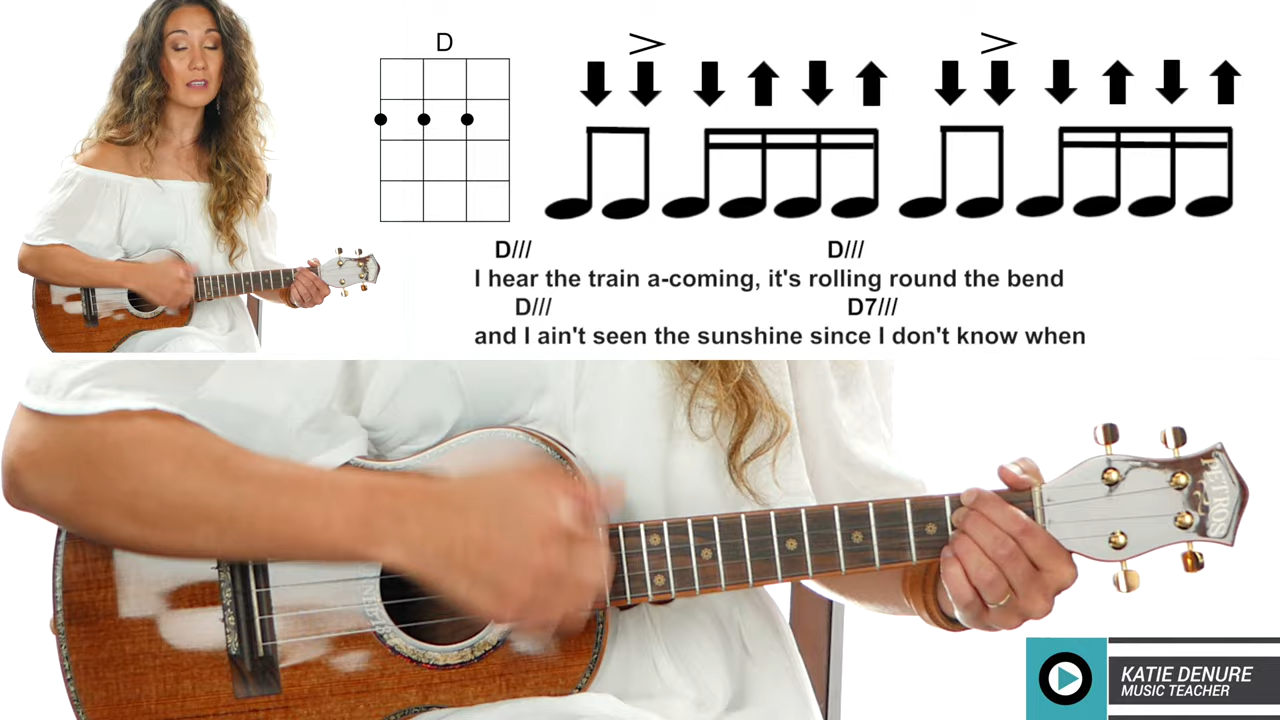 D
D/// D///
I hear the train a-coming, it's rolling round the bend
D/// D7///
and I ain't seen the sunshine since I don't know when
PETROS
KATIE DENURE
MUSIC TEACHER